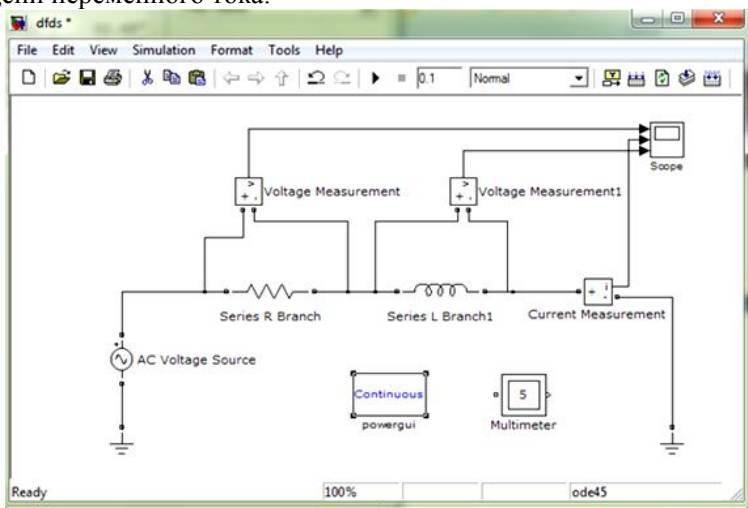 dfds *
File Edit View Simulation Format Tools Help
0.1 Normal
Scope
Voltage Measurement Voltage Measurement1
Series R Branch Series L Branch1 Current Measurement
AC Voltage Source
Continuous 5
powergui Multimeter
Ready 100% ode45